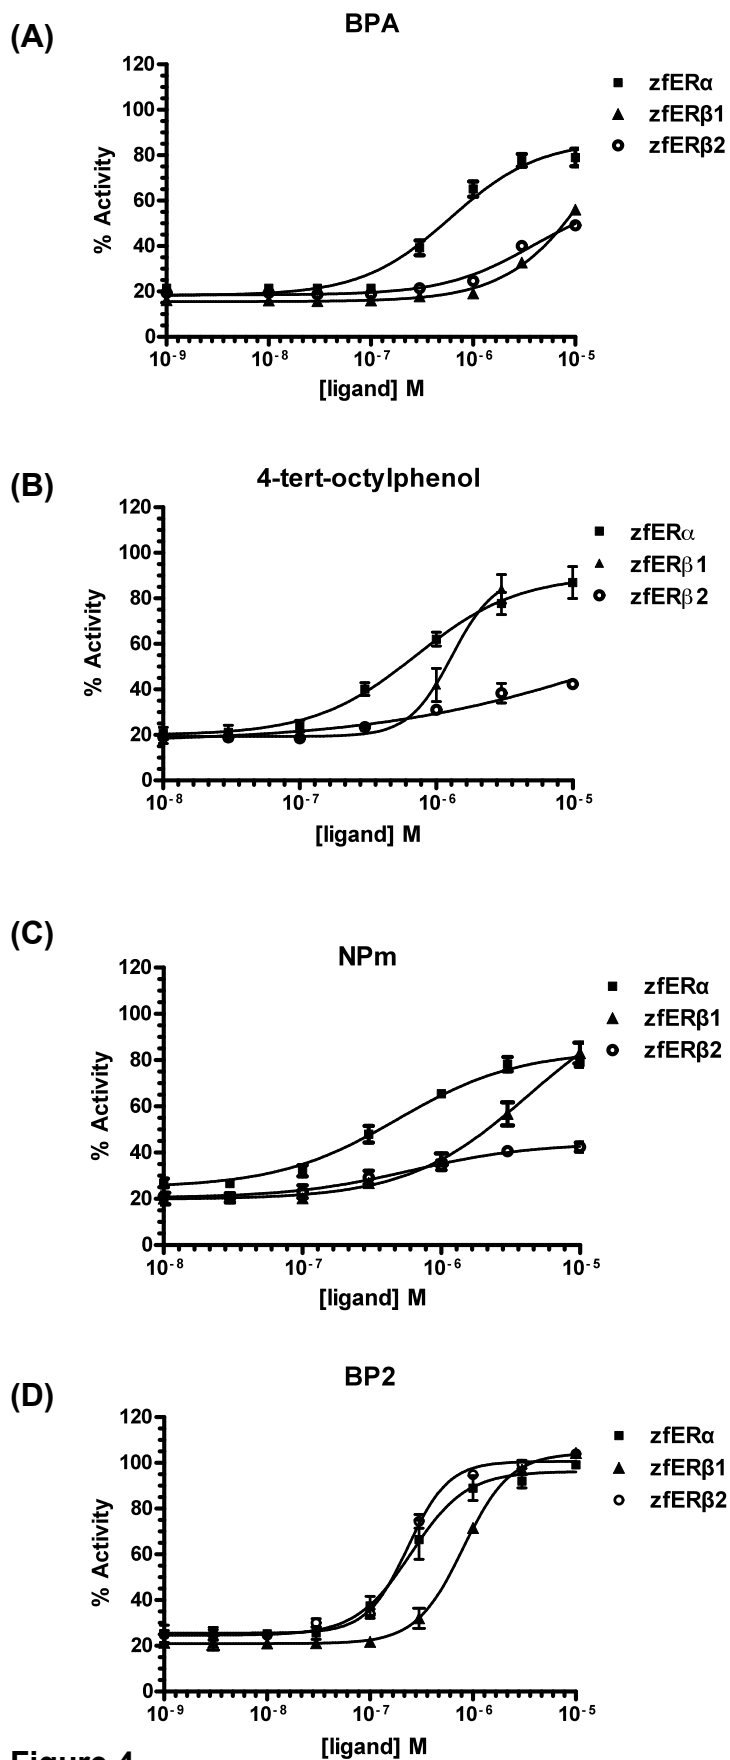 (A)
BPA
120
100
80
60
40
20
0
% Activity
10-9 10-8 10-7 10-6 10-5
[ligand] M
zfERα
zfERβ1
zfERβ2
(B)
4-tert-octylphenol
120
100
80
60
40
20
0
% Activity
10-8 10-7 10-6 10-5
[ligand] M
zfERα
zfERβ1
zfERβ2
(C)
NPm
120
100
80
60
40
20
0
% Activity
10-8 10-7 10-6 10-5
[ligand] M
zfERα
zfERβ1
zfERβ2
(D)
BP2
120
100
80
60
40
20
0
% Activity
10-9 10-8 10-7 10-6 10-5
[ligand] M
zfERα
zfERβ1
zfERβ2
Figure 4